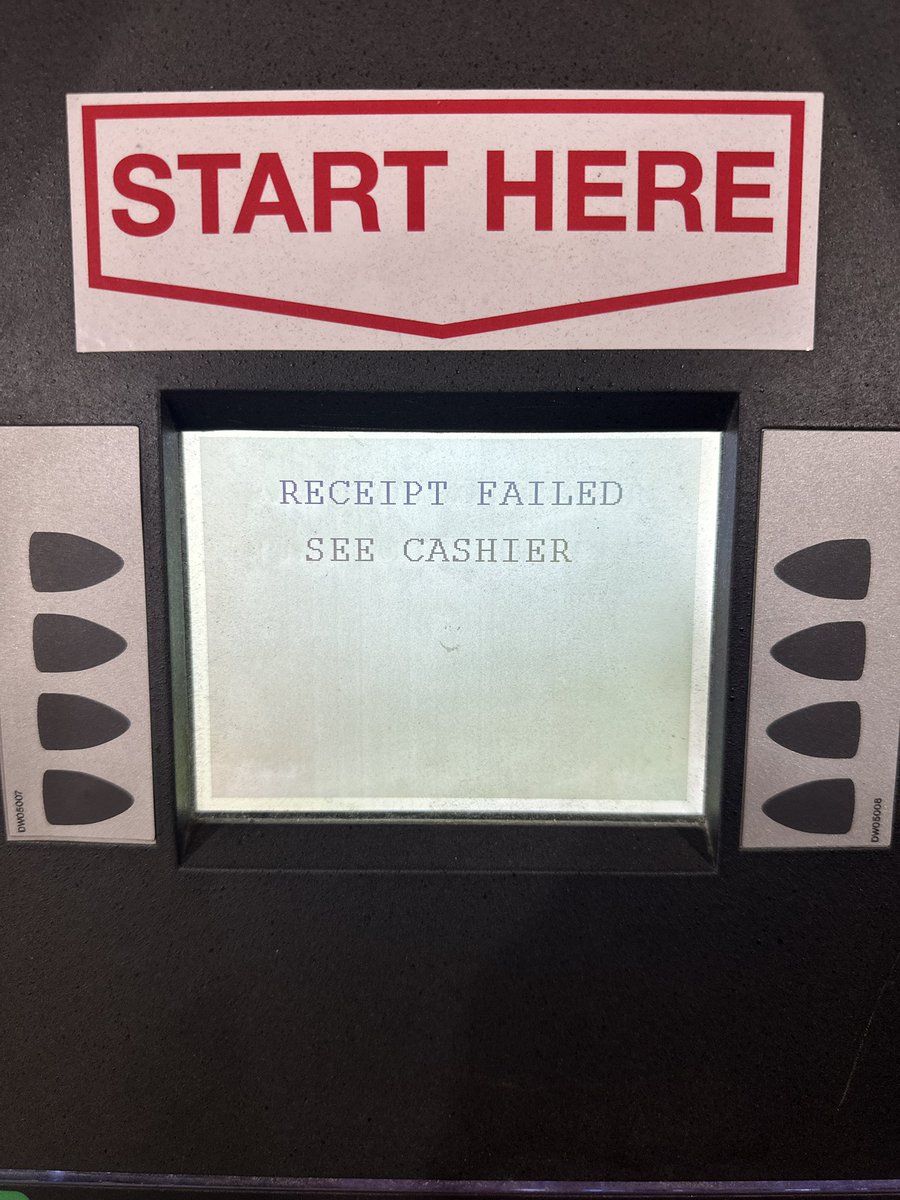 START HERE
RECEIPT FAILED
SEE CASHIER
DW05007
DW05008